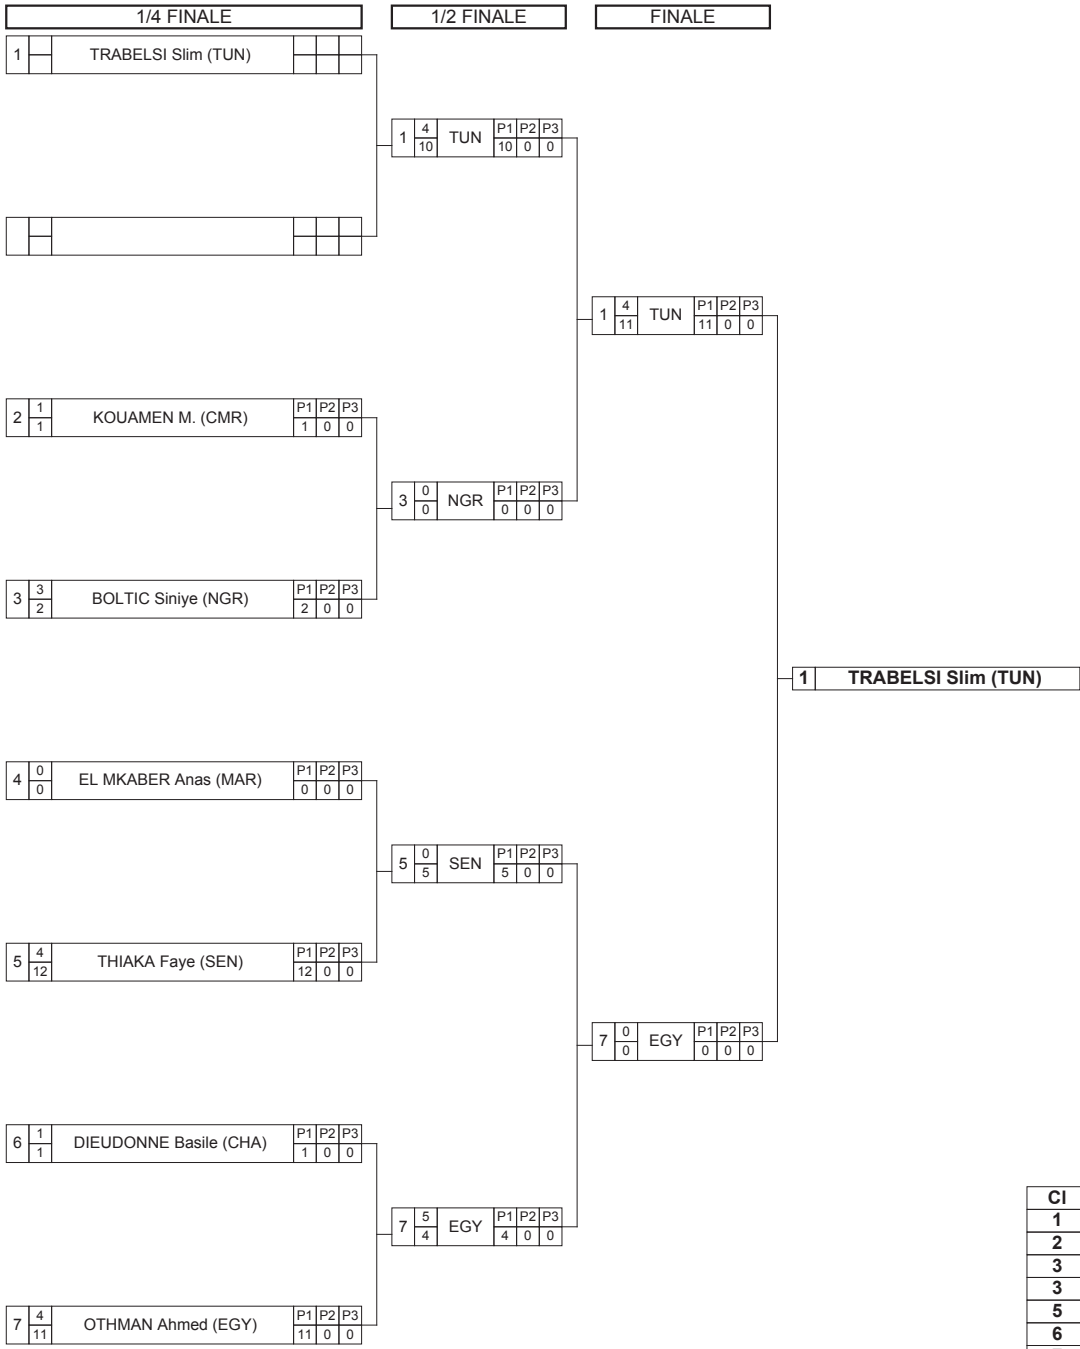 1/4 FINALE 1/2 FINALE FINALE
1 TRABELSI Slim (TUN)
1 4 10 TUN P1 P2 P3 10 0 0
1 4 11 TUN P1 P2 P3 11 0 0
2 1 1 KOUAMEN M. (CMR) P1 P2 P3 1 0 0
3 0 0 NGR P1 P2 P3 0 0 0
3 3 2 BOLTIC Siniye (NGR) P1 P2 P3 2 0 0
1 TRABELSI Slim (TUN)
4 0 0 EL MKABER Anas (MAR) P1 P2 P3 0 0 0
5 0 5 SEN P1 P2 P3 5 0 0
5 4 12 THIAKA Faye (SEN) P1 P2 P3 12 0 0
7 0 0 EGY P1 P2 P3 0 0 0
6 1 1 DIEUDONNE Basile (CHA) P1 P2 P3 1 0 0
7 5 4 EGY P1 P2 P3 4 0 0
7 4 11 OTHMAN Ahmed (EGY) P1 P2 P3 11 0 0
Cl
1
2
3
3
5
6